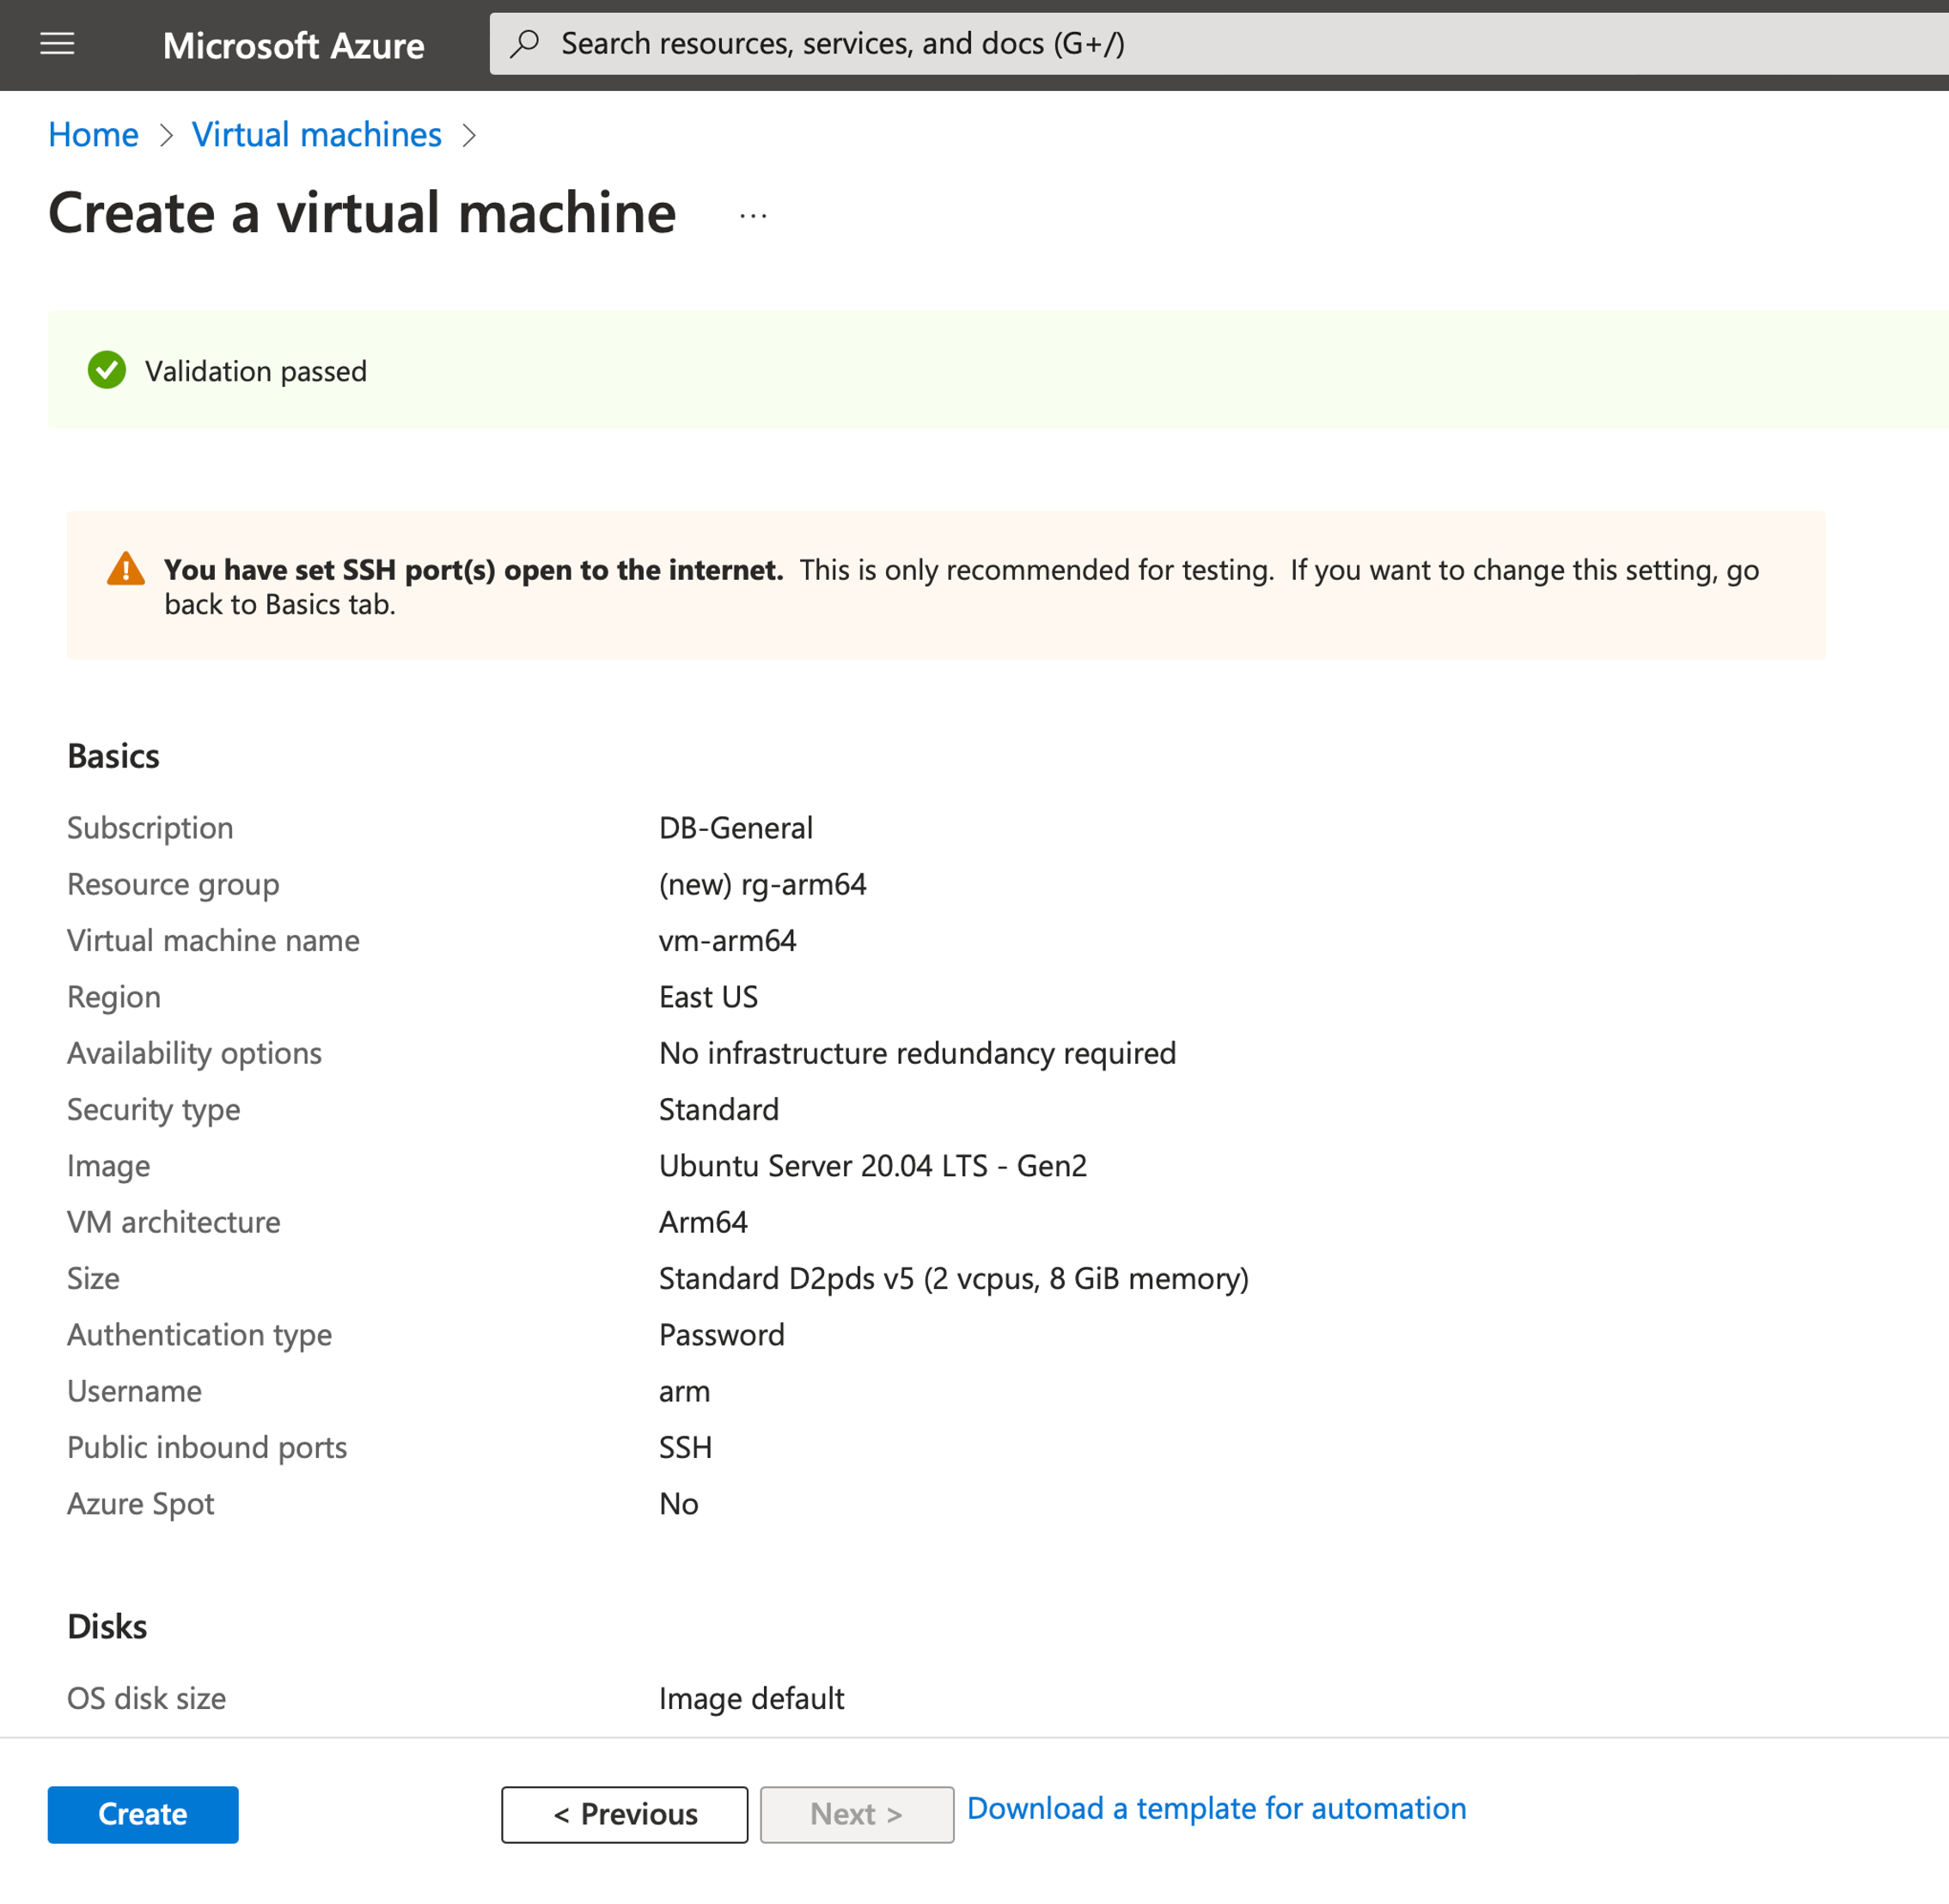 Microsoft Azure
Search resources, services, and docs (G+/)
Home > Virtual machines >
Create a virtual machine ...
Validation passed
You have set SSH port(s) open to the internet. This is only recommended for testing. If you want to change this setting, go
back to Basics tab.
Basics
Subscription DB-General
Resource group (new) rg-arm64
Virtual machine name vm-arm64
Region East US
Availability options No infrastructure redundancy required
Security type Standard
Image Ubuntu Server 20.04 LTS - Gen2
VM architecture Arm64
Size Standard D2pds v5 (2 vcpus, 8 GiB memory)
Authentication type Password
Username arm
Public inbound ports SSH
Azure Spot No
Disks
OS disk size Image default
Create < Previous Next > Download a template for automation